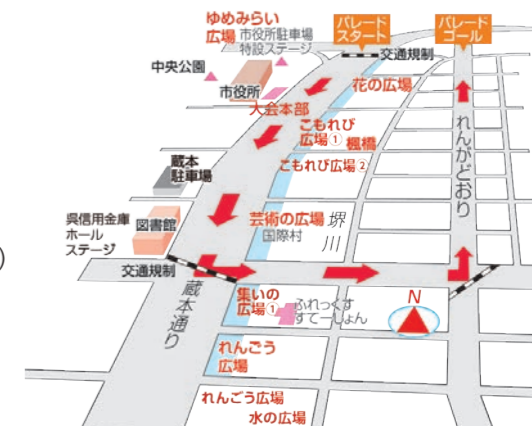 ゆめみらい
広場
市役所駐車場
特設ステージ
パレード
スタート
パレード
ゴール
交通規制
中央公園
市役所
花の広場
大会本部
こもれび
広場①
楓橋
こもれび広場②
れんがどおり
蔵本
駐車場
芸術の広場
国際村
堺川
呉信用金庫
ホール
ステージ
図書館
交通規制
蔵本通り
集いの
広場①
ふれっくす
すてーしょん
N
れんごう
広場
れんごう広場
水の広場
)